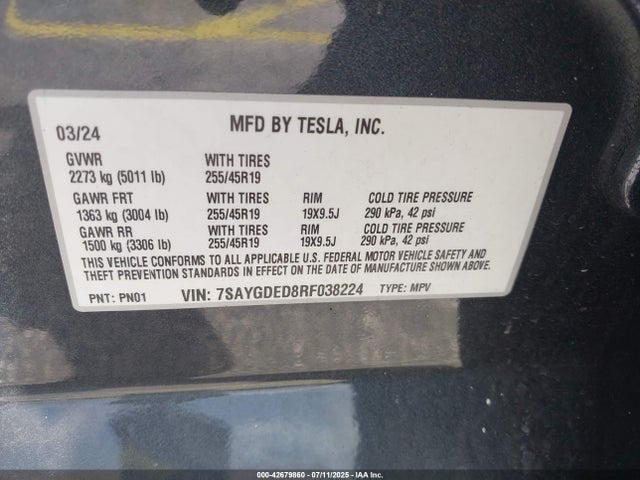 03/24 MFD BY TESLA, INC.
GVWR WITH TIRES
2273 kg (5011 lb) 255/45R19
GAWR FRT WITH TIRES RIM COLD TIRE PRESSURE
1363 kg (3004 lb) 255/45R19 19X9.5J 290 kPa, 42 psi
GAWR RR WITH TIRES RIM COLD TIRE PRESSURE
1500 kg (3306 lb) 255/45R19 19X9.5J 290 kPa, 42 psi
THIS VEHICLE CONFORMS TO ALL APPLICABLE U.S. FEDERAL MOTOR VEHICLE SAFETY AND
THEFT PREVENTION STANDARDS IN EFFECT ON THE DATE OF MANUFACTURE SHOWN ABOVE.
PNT: PN01 VIN: 7SAYGDED8RF038224 TYPE: MPV
000-42679860 - 07/11/2025 - IAA Inc.